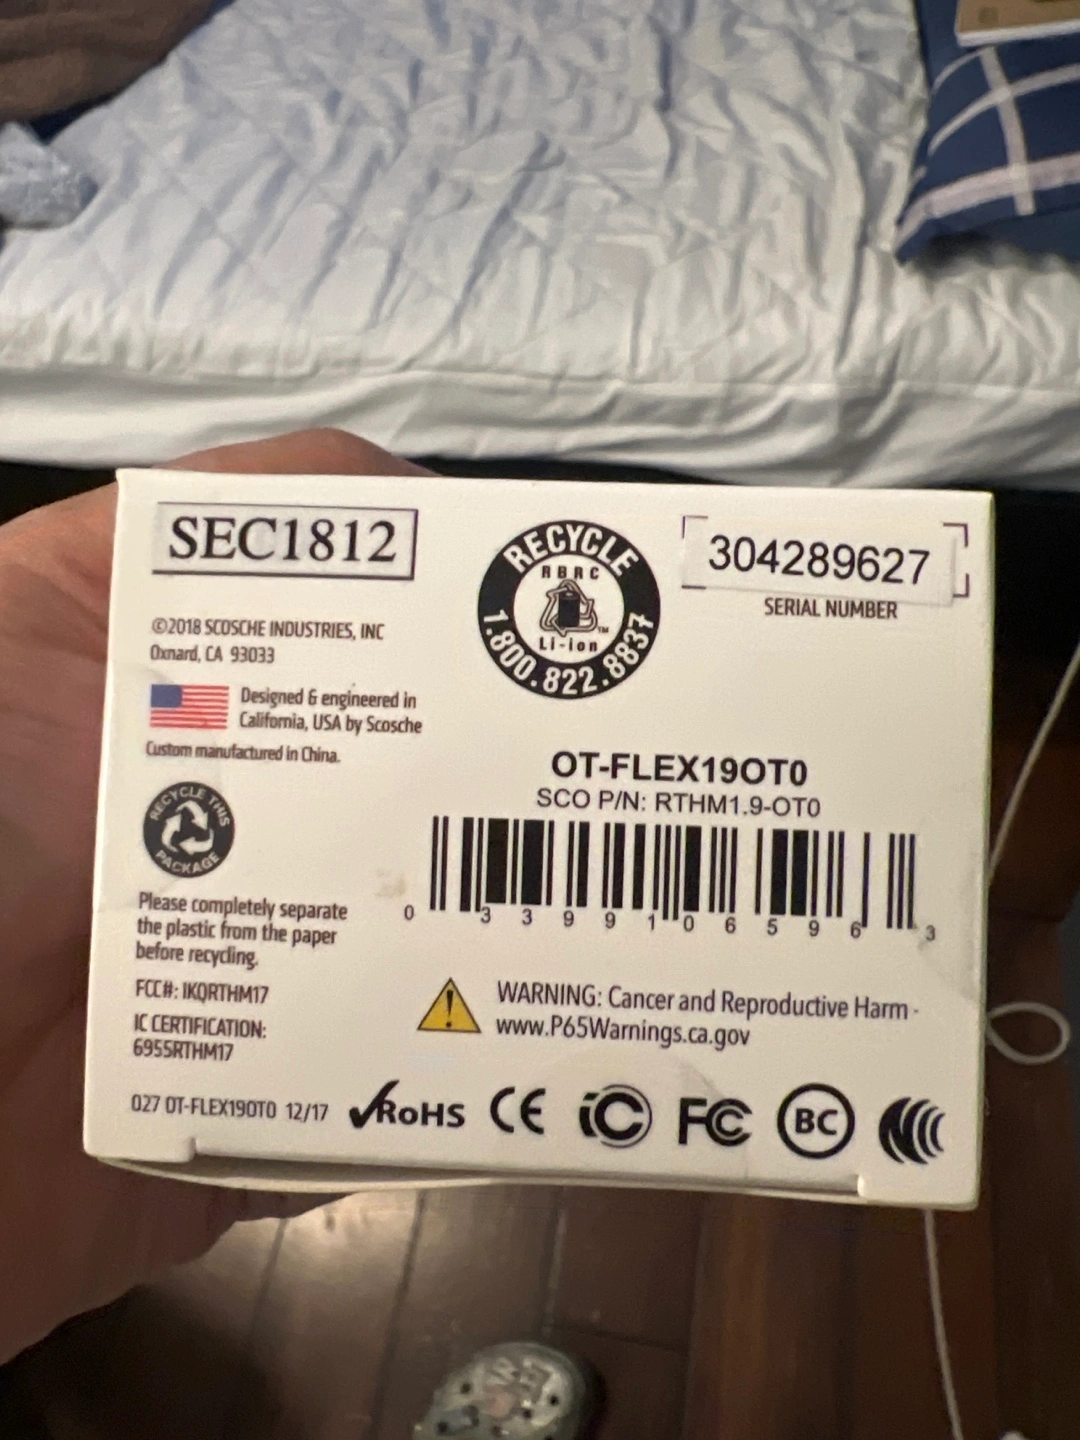 SEC1812
©2018 SCOSCHE INDUSTRIES, INC
Oxnard, CA 93033
Designed & engineered in
California, USA by Scosche
Custom manufactured in China.
RECYCLE THIS
PACKAGE
Please completely separate
the plastic from the paper
before recycling.
FCC#: IKQRTHM17
IC CERTIFICATION:
6955RTHM17
027 OT-FLEX19OT0 12/17
RECYCLE
RBRC
Li-ion
TM
1.800.822.8837
304289627
SERIAL NUMBER
OT-FLEX19OT0
SCO P/N: RTHM1.9-OT0
0 33991 06596 3
WARNING: Cancer and Reproductive Harm -
www.P65Warnings.ca.gov
RoHS CE iC FC BC